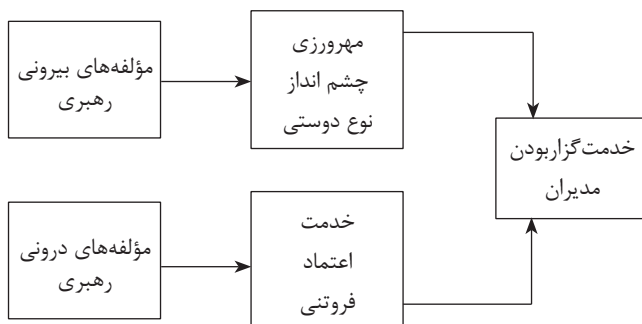 مؤلفه‌های بیرونی
رهبری
مهرورزی
چشم انداز
نوع دوستی
خدمت‌گزاربودن
مدیران
مؤلفه‌های درونی
رهبری
خدمت
اعتماد
فروتنی